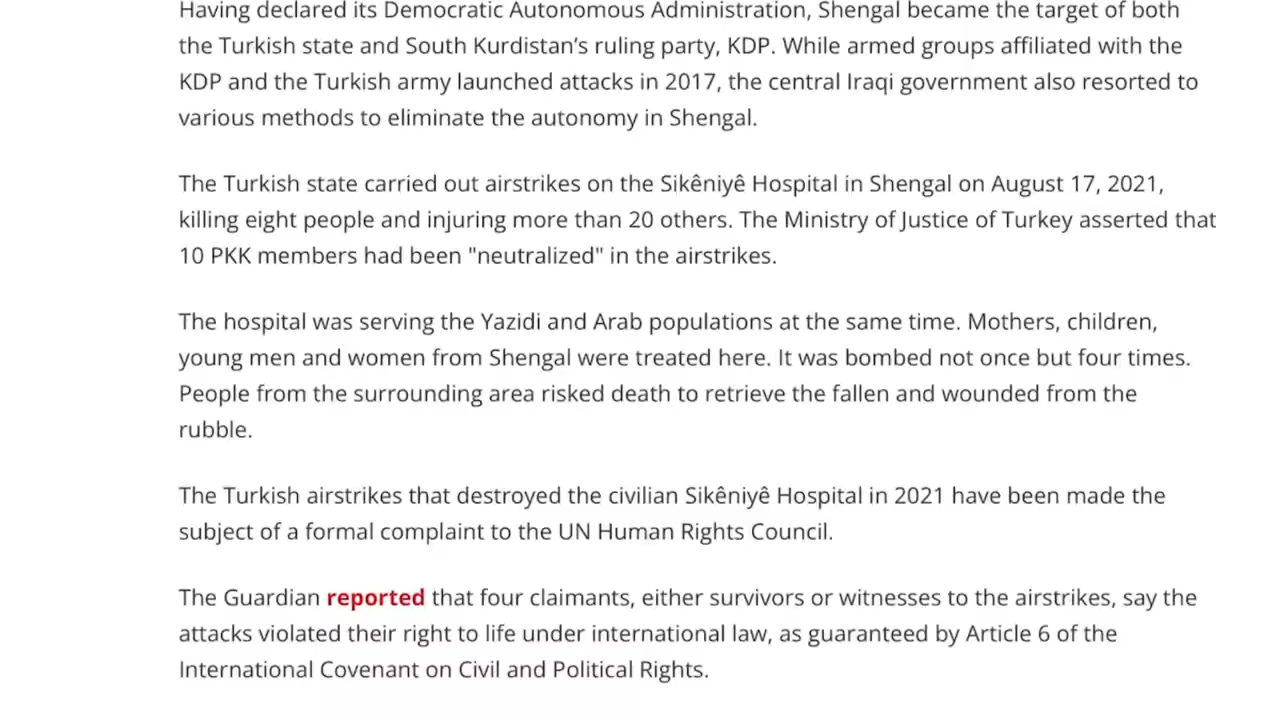 Having declared its Democratic Autonomous Administration, Shengal became the target of both
the Turkish state and South Kurdistan’s ruling party, KDP. While armed groups affiliated with the
KDP and the Turkish army launched attacks in 2017, the central Iraqi government also resorted to
various methods to eliminate the autonomy in Shengal.
The Turkish state carried out airstrikes on the Sikêniyê Hospital in Shengal on August 17, 2021,
killing eight people and injuring more than 20 others. The Ministry of Justice of Turkey asserted that
10 PKK members had been "neutralized" in the airstrikes.
The hospital was serving the Yazidi and Arab populations at the same time. Mothers, children,
young men and women from Shengal were treated here. It was bombed not once but four times.
People from the surrounding area risked death to retrieve the fallen and wounded from the
rubble.
The Turkish airstrikes that destroyed the civilian Sikêniyê Hospital in 2021 have been made the
subject of a formal complaint to the UN Human Rights Council.
The Guardian reported that four claimants, either survivors or witnesses to the airstrikes, say the
attacks violated their right to life under international law, as guaranteed by Article 6 of the
International Covenant on Civil and Political Rights.